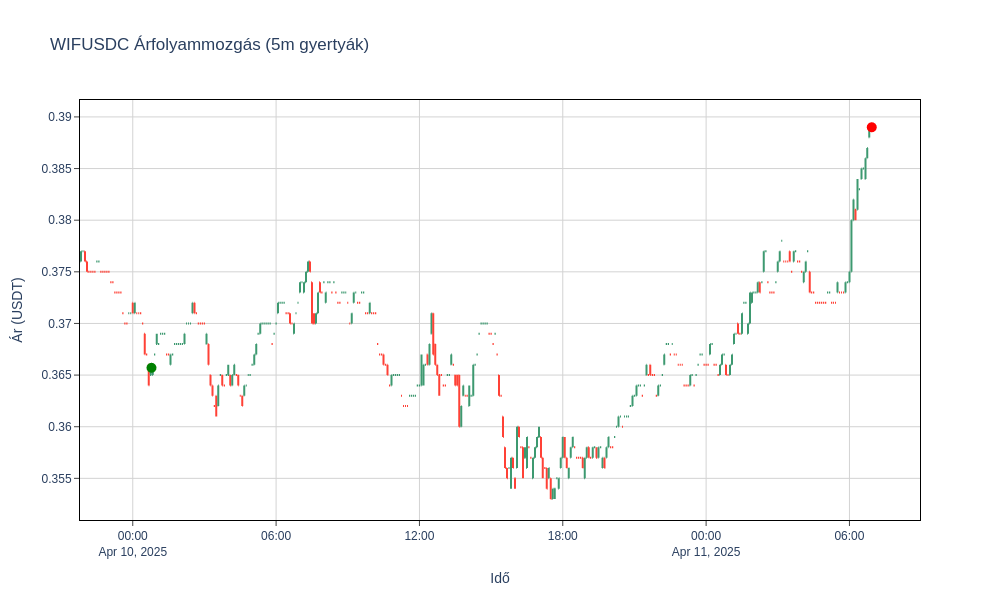 WIFUSDC Árfolyammozgás (5m gyertyák)
0.39
0.385
0.38
0.375
0.37
0.365
0.36
0.355
Ár (USDT)
00:00 06:00 12:00 18:00 00:00 06:00
Apr 10, 2025 Apr 11, 2025
Idő